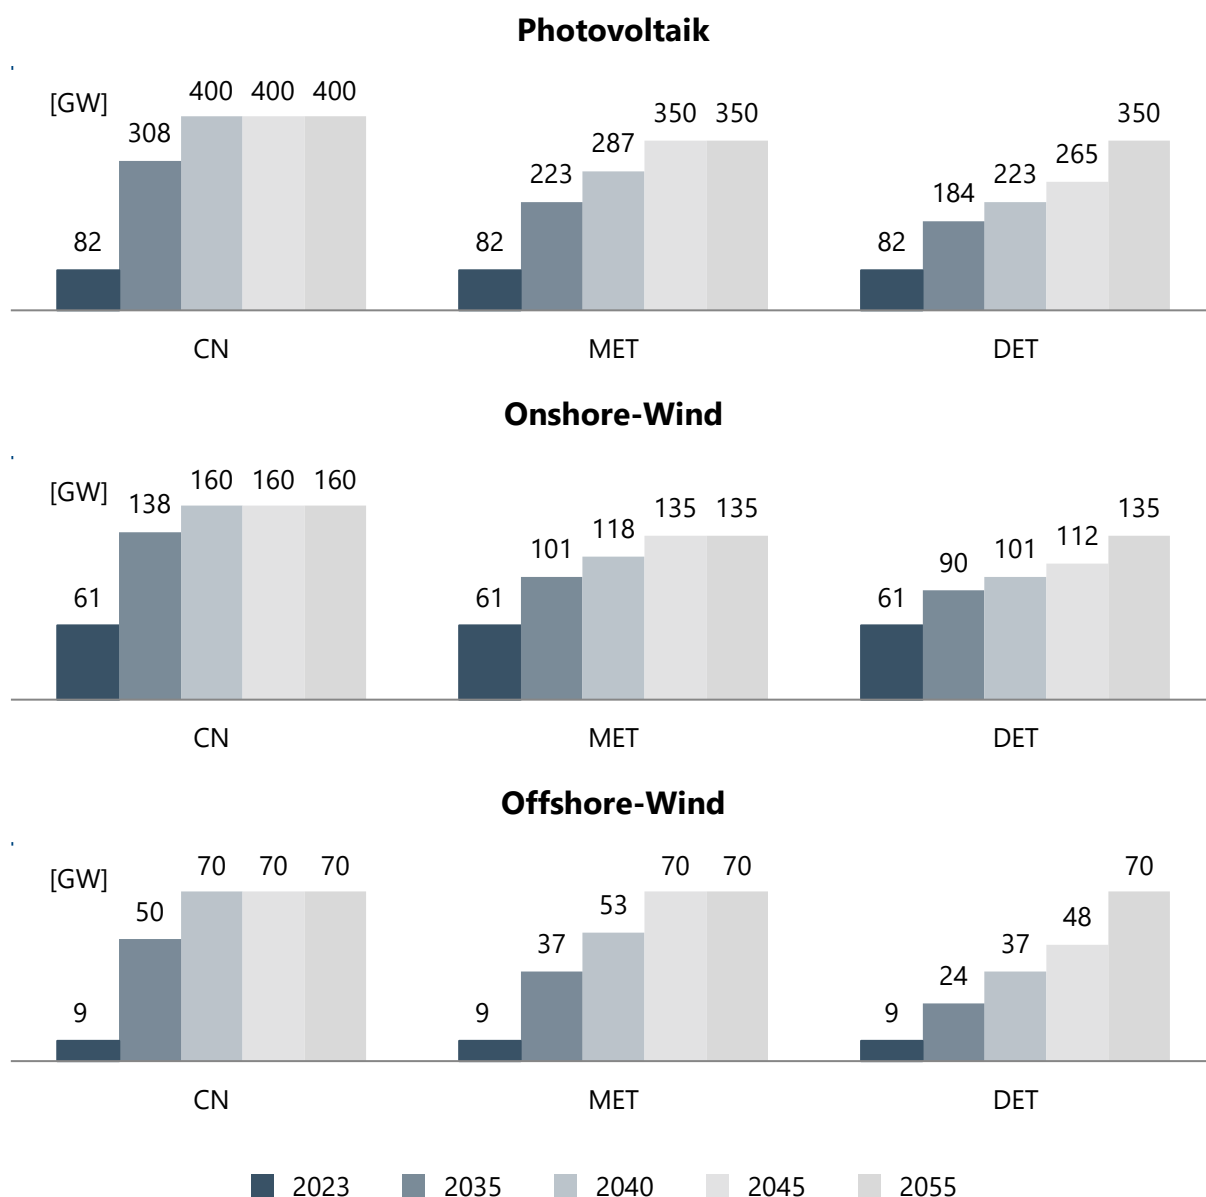 Photovoltaik
[GW]
82 308 400 400 400
82 223 287 350 350
82 184 223 265 350
CN MET DET
Onshore-Wind
[GW]
61 138 160 160 160
61 101 118 135 135
61 90 101 112 135
CN MET DET
Offshore-Wind
[GW]
9 50 70 70 70
9 37 53 70 70
9 24 37 48 70
CN MET DET
2023 2035 2040 2045 2055